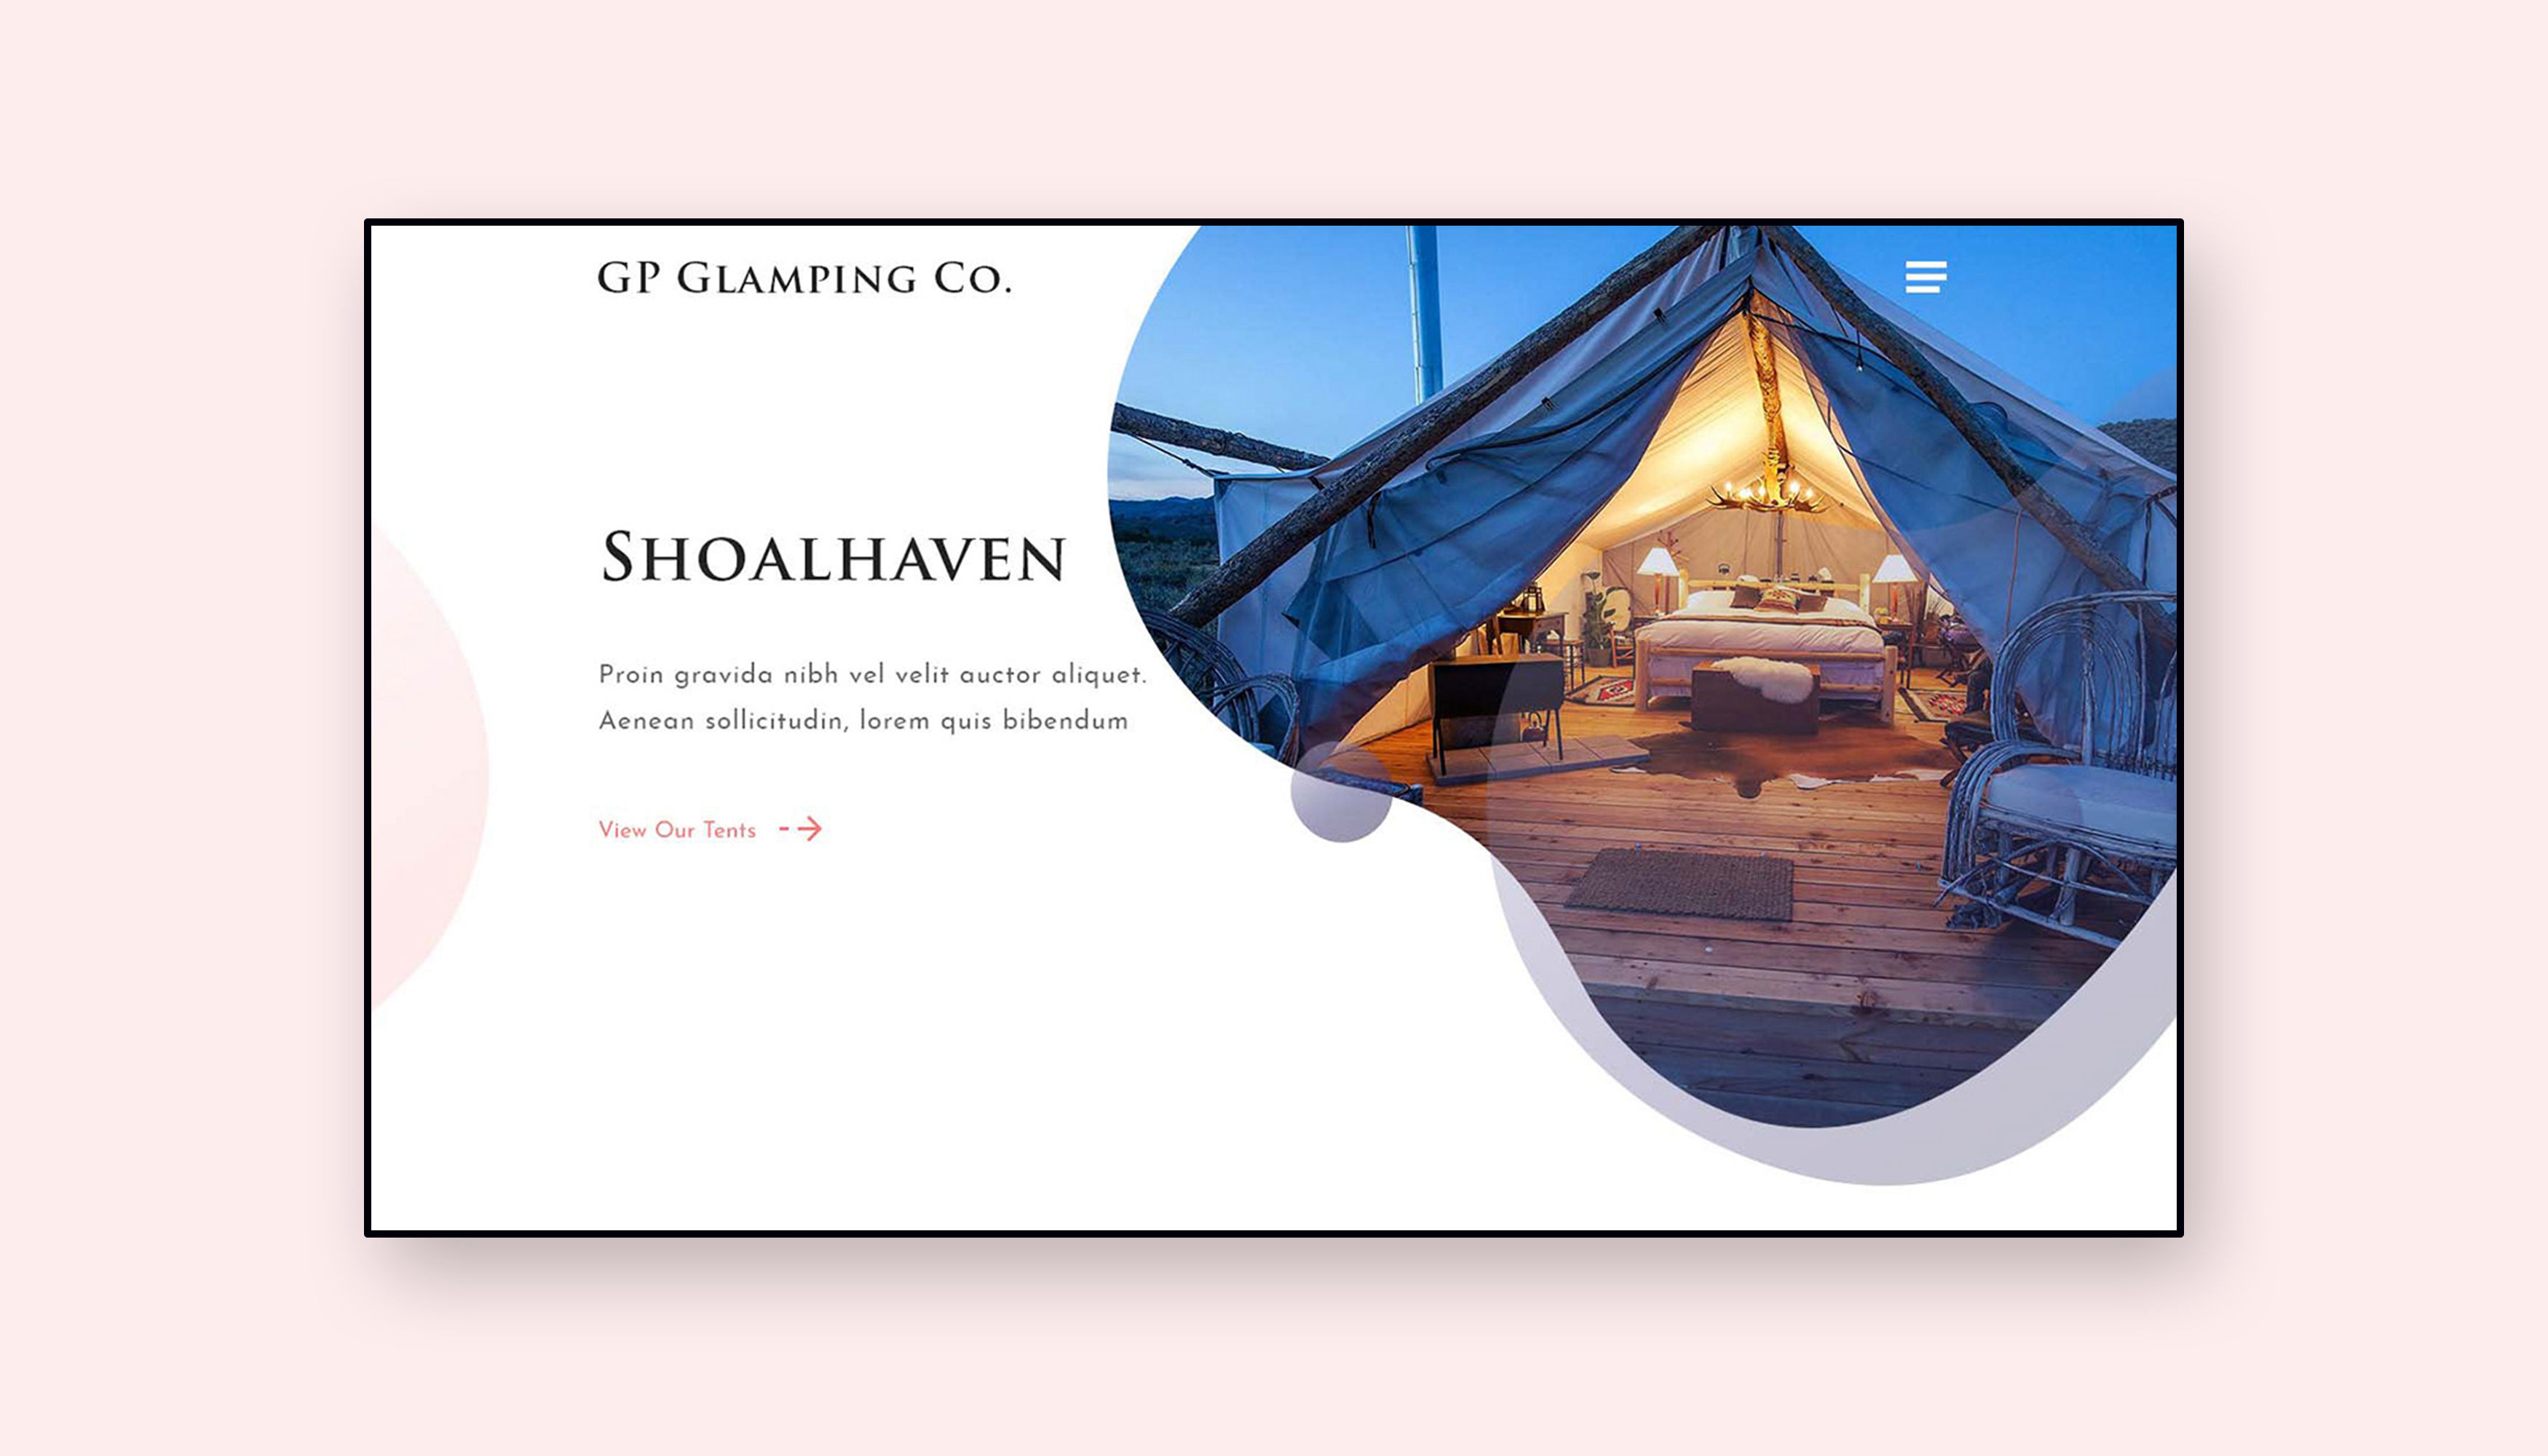 GP Glamping Co.
Shoalhaven
Proin gravida nibh vel velit auctor aliquet.
Aenean sollicitudin, lorem quis bibendum
View Our Tents